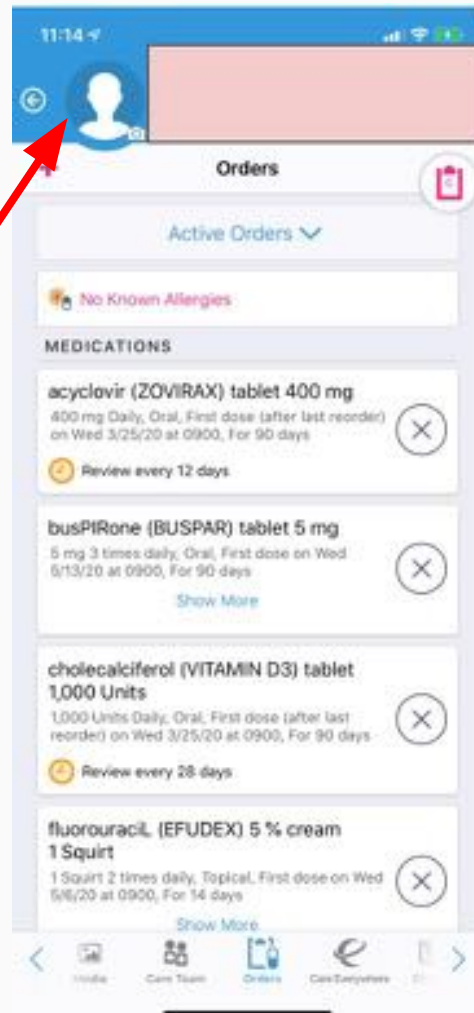 11:14
Orders
Active Orders
No Known Allergies
MEDICATIONS
acyclovir (ZOVIRAX) tablet 400 mg
400 mg Daily, Oral, First dose (after last reorder)
on Wed 3/25/20 at 0900, For 90 days
Review every 12 days
busPIRone (BUSPAR) tablet 5 mg
5 mg 3 times daily, Oral, First dose on Wed
5/13/20 at 0900, For 90 days
Show More
cholecalciferol (VITAMIN D3) tablet
1,000 Units
1,000 Units Daily, Oral, First dose (after last
reorder) on Wed 3/25/20 at 0900, For 90 days
Review every 28 days
fluorouraciL (EFUDEX) 5 % cream
1 Squirt
1 Squirt 2 times daily, Topical, First dose on Wed
5/6/20 at 0900, For 14 days
Show More
Media
Care Team
Orders
Care Everywhere